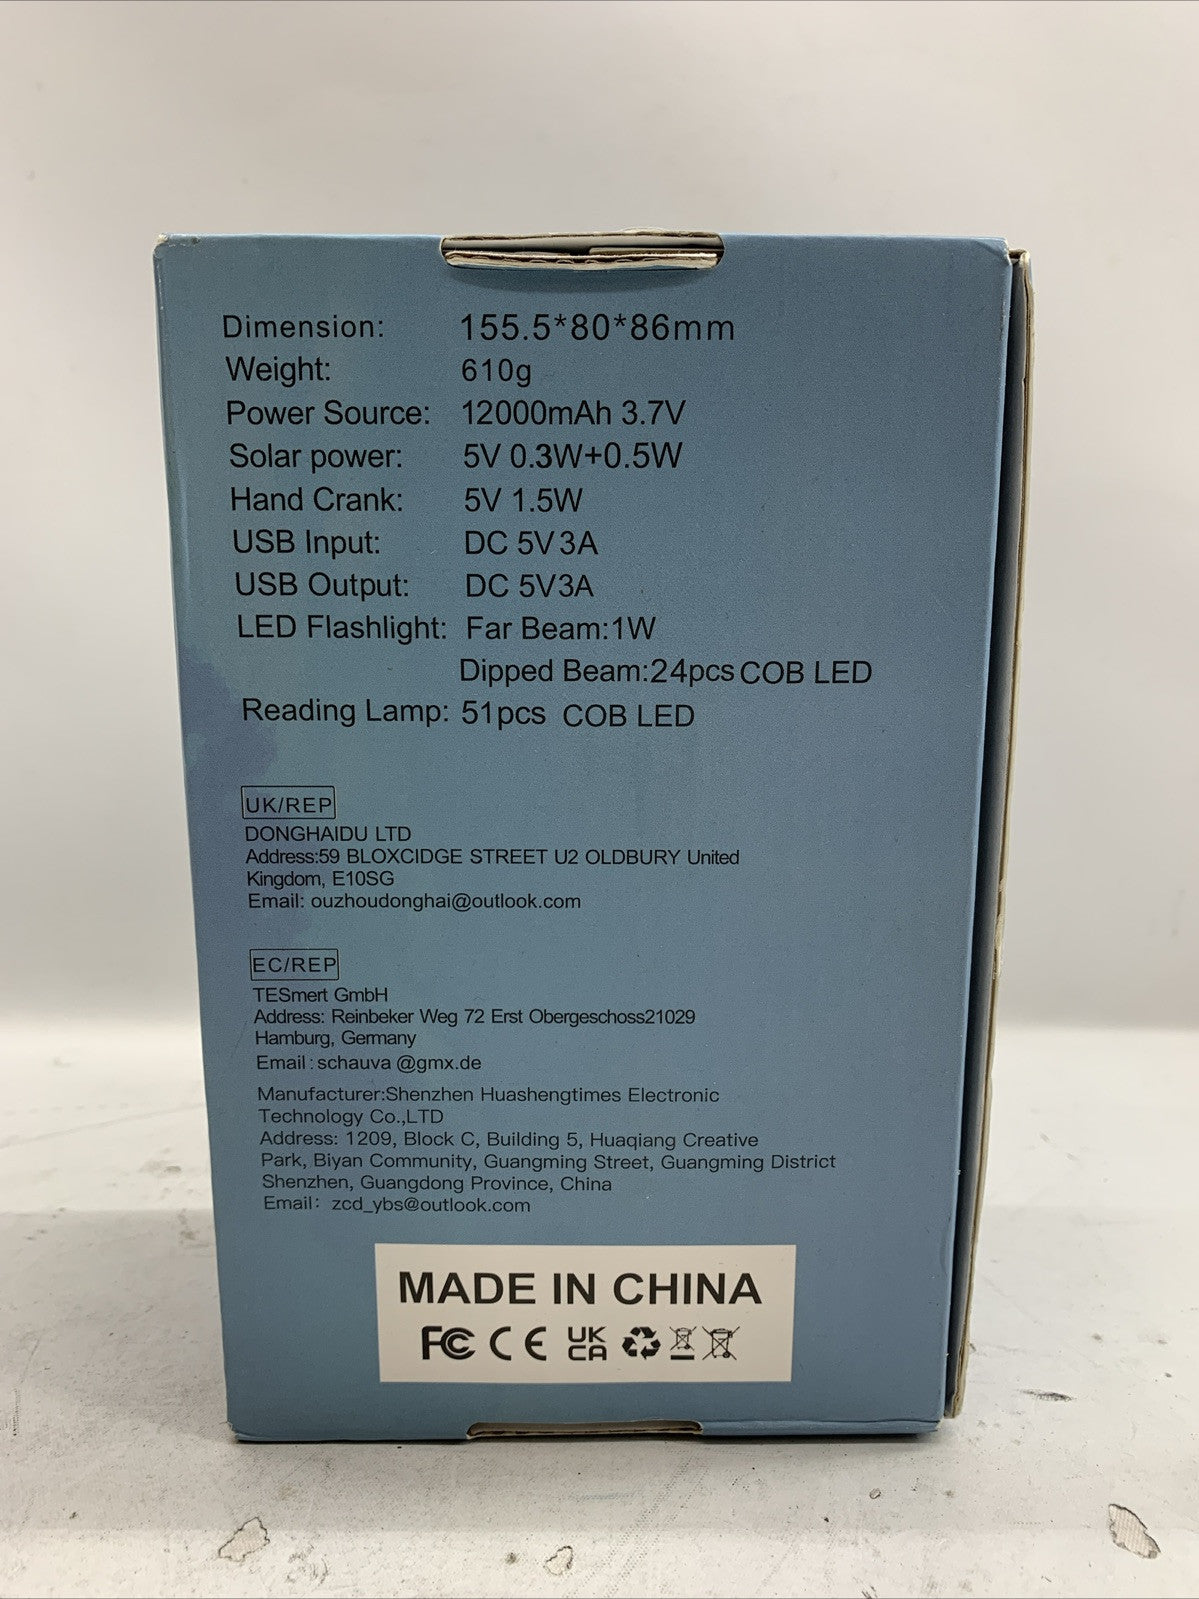 Dimension: 155.5*80*86mm
Weight: 610g
Power Source: 12000mAh 3.7V
Solar power: 5V 0.3W+0.5W
Hand Crank: 5V 1.5W
USB Input: DC 5V 3A
USB Output: DC 5V3A
LED Flashlight: Far Beam:1W
Dipped Beam:24pcs COB LED
Reading Lamp: 51pcs COB LED
UK/REP
DONGHAIDU LTD
Address:59 BLOXCIDGE STREET U2 OLDBURY United
Kingdom, E10SG
Email: ouzhoudonghai@outlook.com
EC/REP
TESmert GmbH
Address: Reinbeker Weg 72 Erst Obergeschoss21029
Hamburg, Germany
Email:schauva @gmx.de
Manufacturer:Shenzhen Huashengtimes Electronic
Technology Co.,LTD
Address: 1209, Block C, Building 5, Huaqiang Creative
Park, Biyan Community, Guangming Street, Guangming District
Shenzhen, Guangdong Province, China
Email: zcd_ybs@outlook.com
MADE IN CHINA
FC CE UK CA